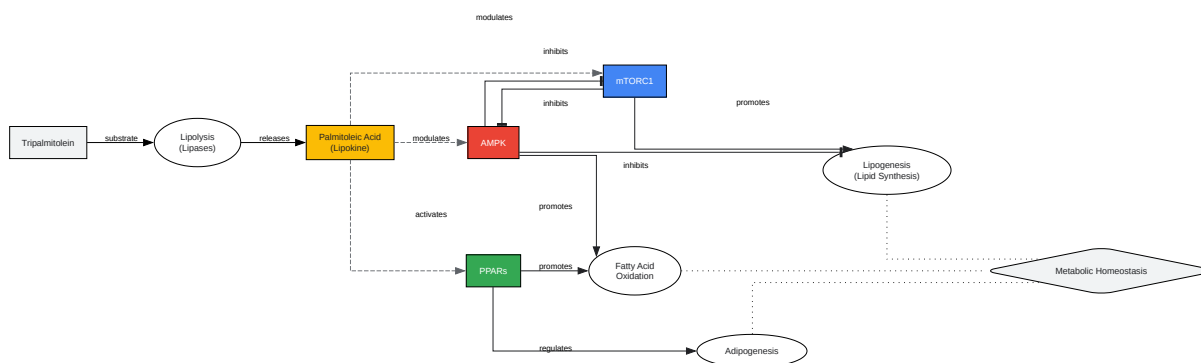 modulates
inhibits
mTORC1
inhibits
promotes
Tripalmitolein
substrate
Lipolysis
(Lipases)
releases
Palmitoleic Acid
(Lipokine)
modulates
AMPK
inhibits
Lipogenesis
(Lipid Synthesis)
activates
promotes
PPARs
promotes
Fatty Acid
Oxidation
Metabolic Homeostasis
regulates
Adipogenesis